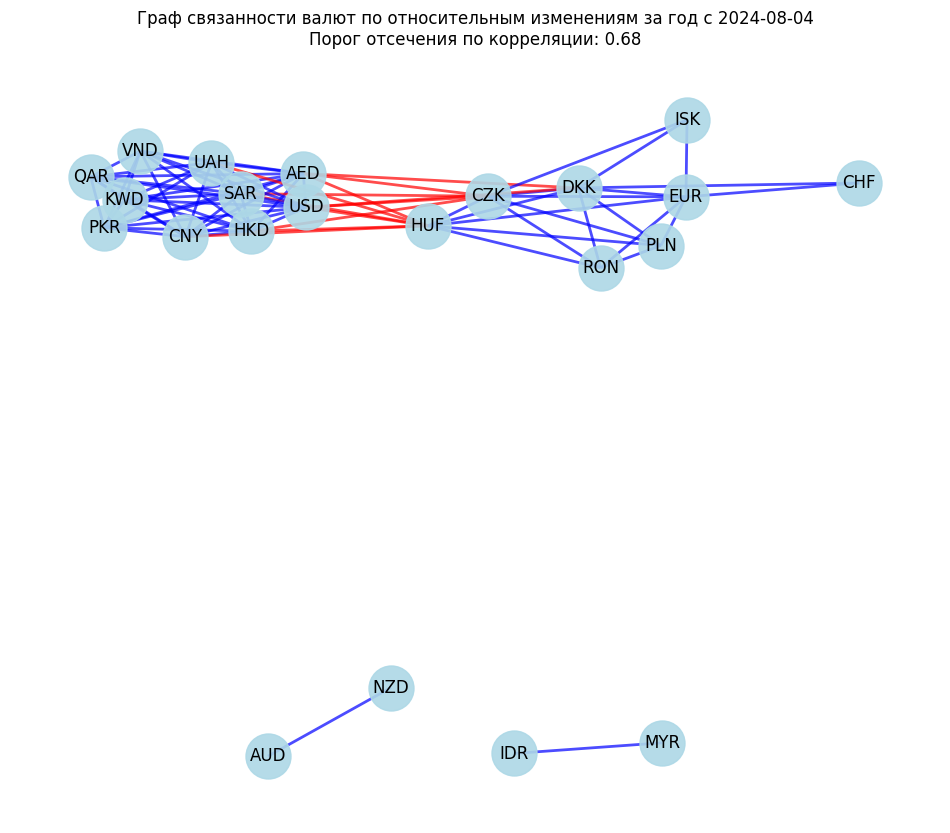 Граф связанности валют по относительным изменениям за год с 2024-08-04
Порог отсечения по корреляции: 0.68
ISK
VND
UAH
QAR
AED
CHF
SAR
DKK
KWD
CZK
EUR
USD
PKR
HKD
CNY
HUF
PLN
RON
NZD
AUD
IDR
MYR